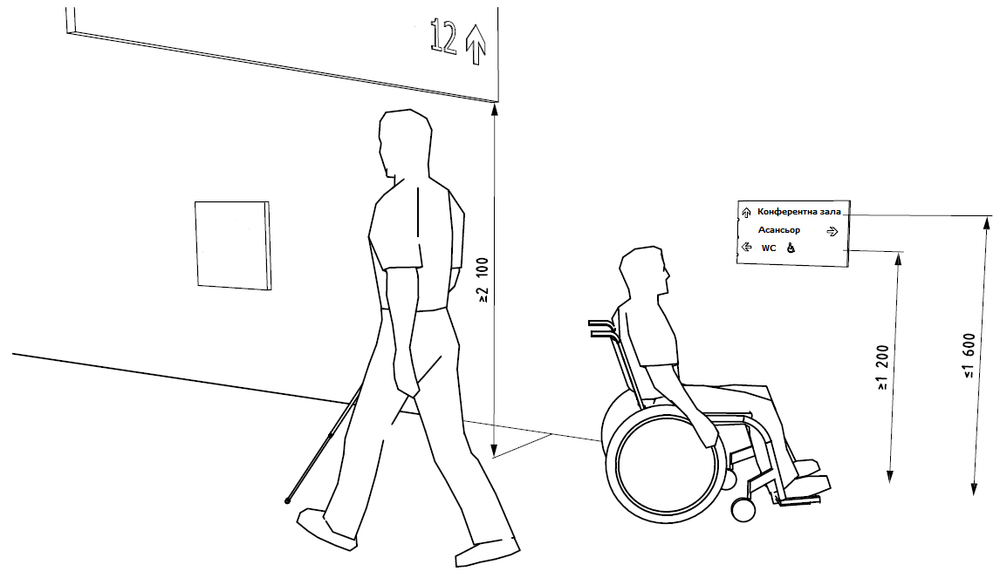 12
Конферентна зала
Асансьор
WC
≥2 100
≥1 200
≤1 600